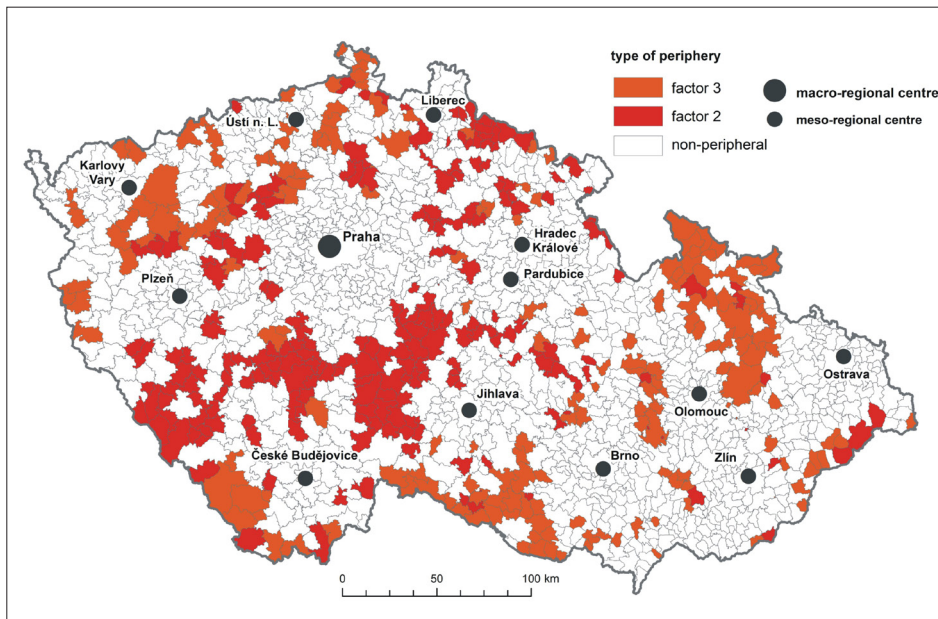 type of periphery
factor 3
factor 2
non-peripheral
macro-regional centre
meso-regional centre
Liberec
Ústí n. L.
Karlovy
Vary
Praha
Hradec
Králové
Pardubice
Plzeň
Ostrava
Jihlava
Olomouc
České Budějovice
Brno
Zlín
0 50 100 km